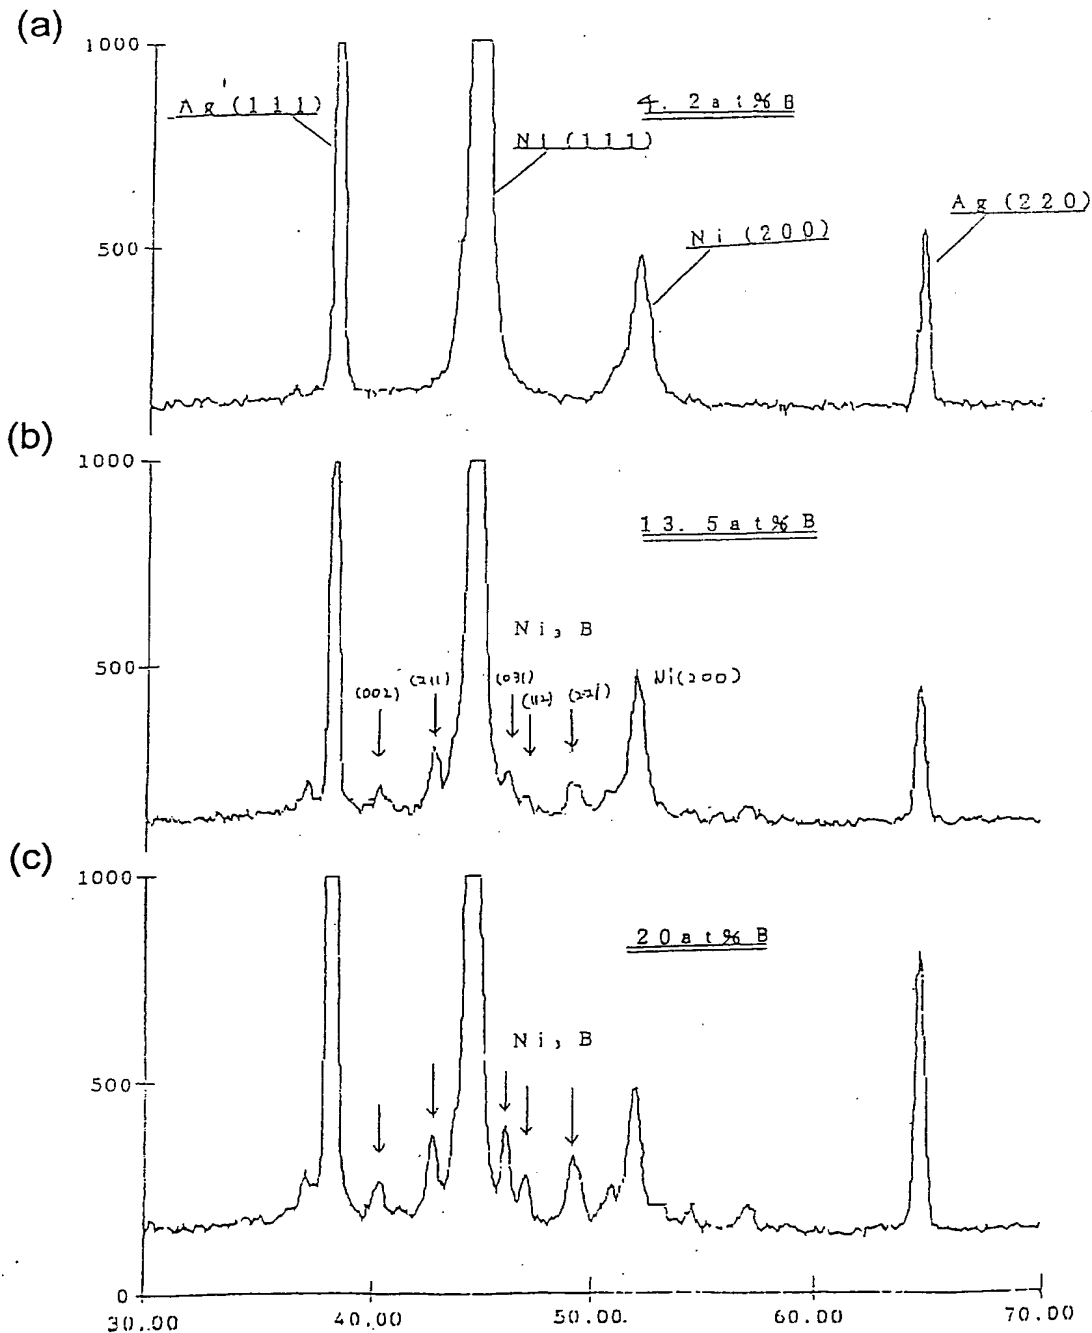 (a)
1000
Ag (111)
4.2at%B
Ni (111)
Ag (220)
Ni (200)
500
(b)
1000
13.5at%B
Ni₃B
500
(002)
(211)
(031)
(112)
(221)
Ni(200)
(c)
1000
20at%B
Ni₃B
500
0
30.00
40.00
50.00
60.00
70.00